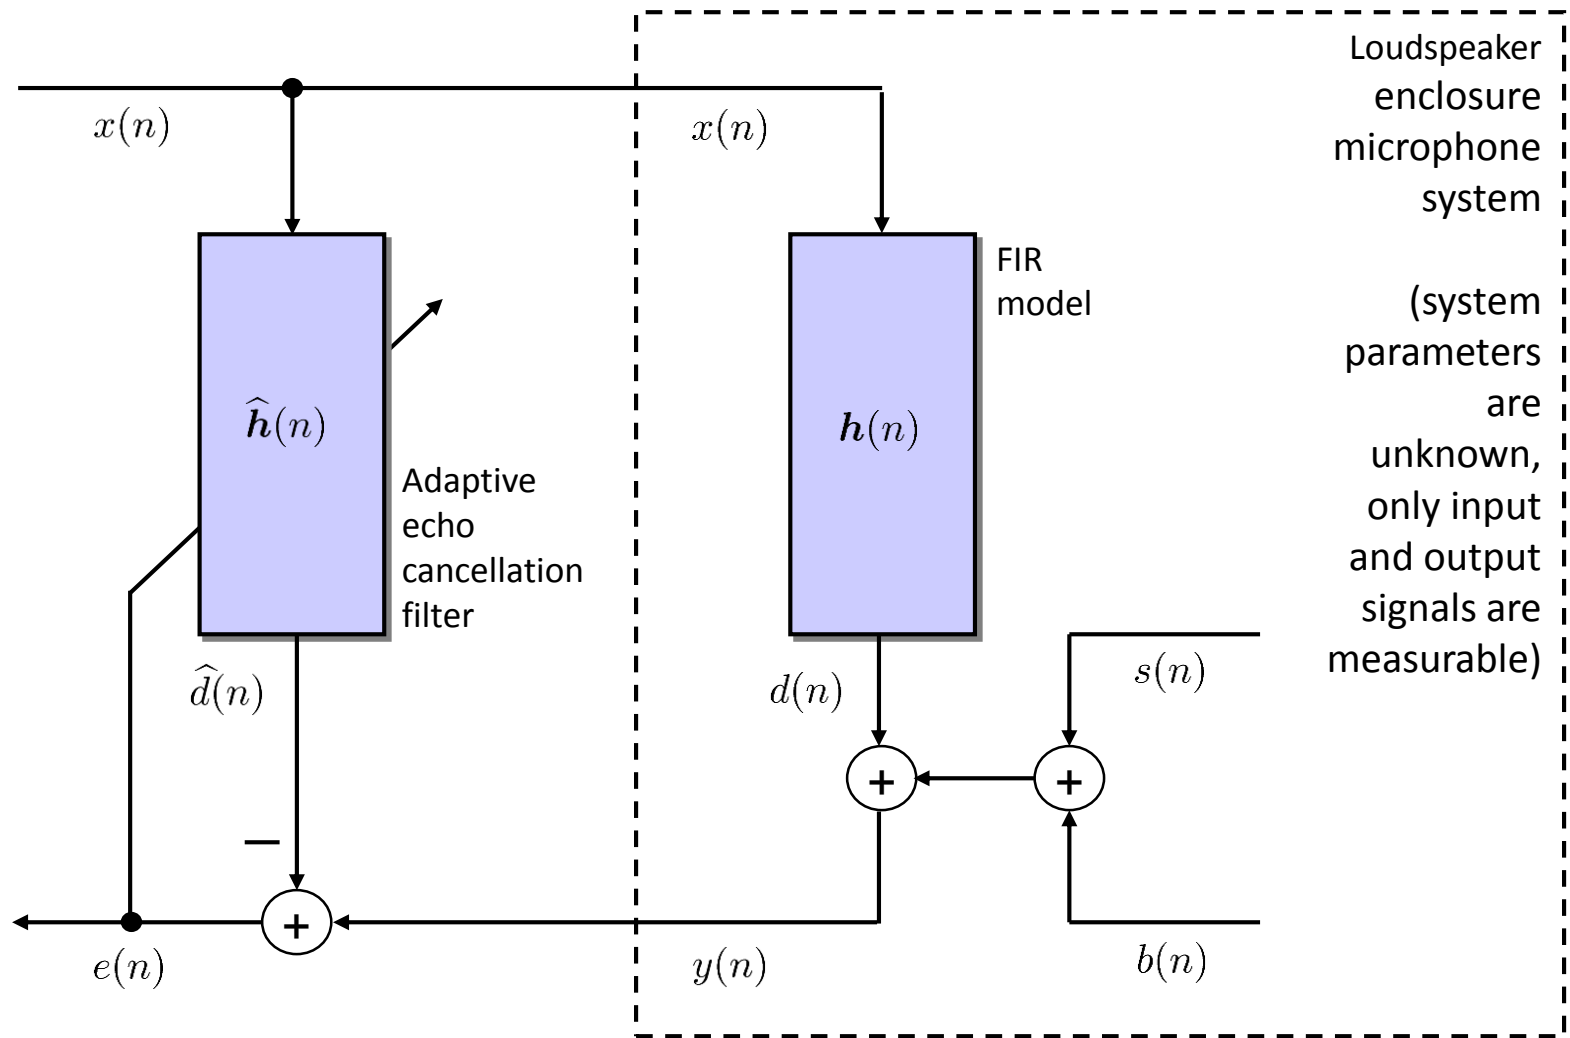 Loudspeaker
enclosure
microphone
system
(system
parameters
are
unknown,
only input
and output
signals are
measurable)
x(n)
x(n)
FIR
model
ĥ(n)
h(n)
Adaptive
echo
cancellation
filter
d̂(n)
d(n)
s(n)
+
+
−
+
e(n)
y(n)
b(n)